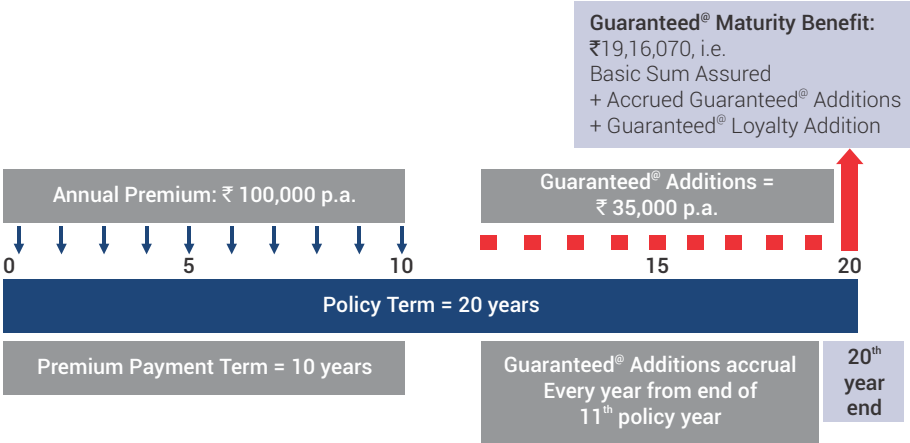 Guaranteed@ Maturity Benefit:
₹19,16,070, i.e.
Basic Sum Assured
+ Accrued Guaranteed@ Additions
+ Guaranteed@ Loyalty Addition
Annual Premium: ₹ 100,000 p.a.
Guaranteed@ Additions =
₹ 35,000 p.a.
0 5 10 15 20
Policy Term = 20 years
Premium Payment Term = 10 years
Guaranteed@ Additions accrual
Every year from end of
11th policy year
20th
year
end